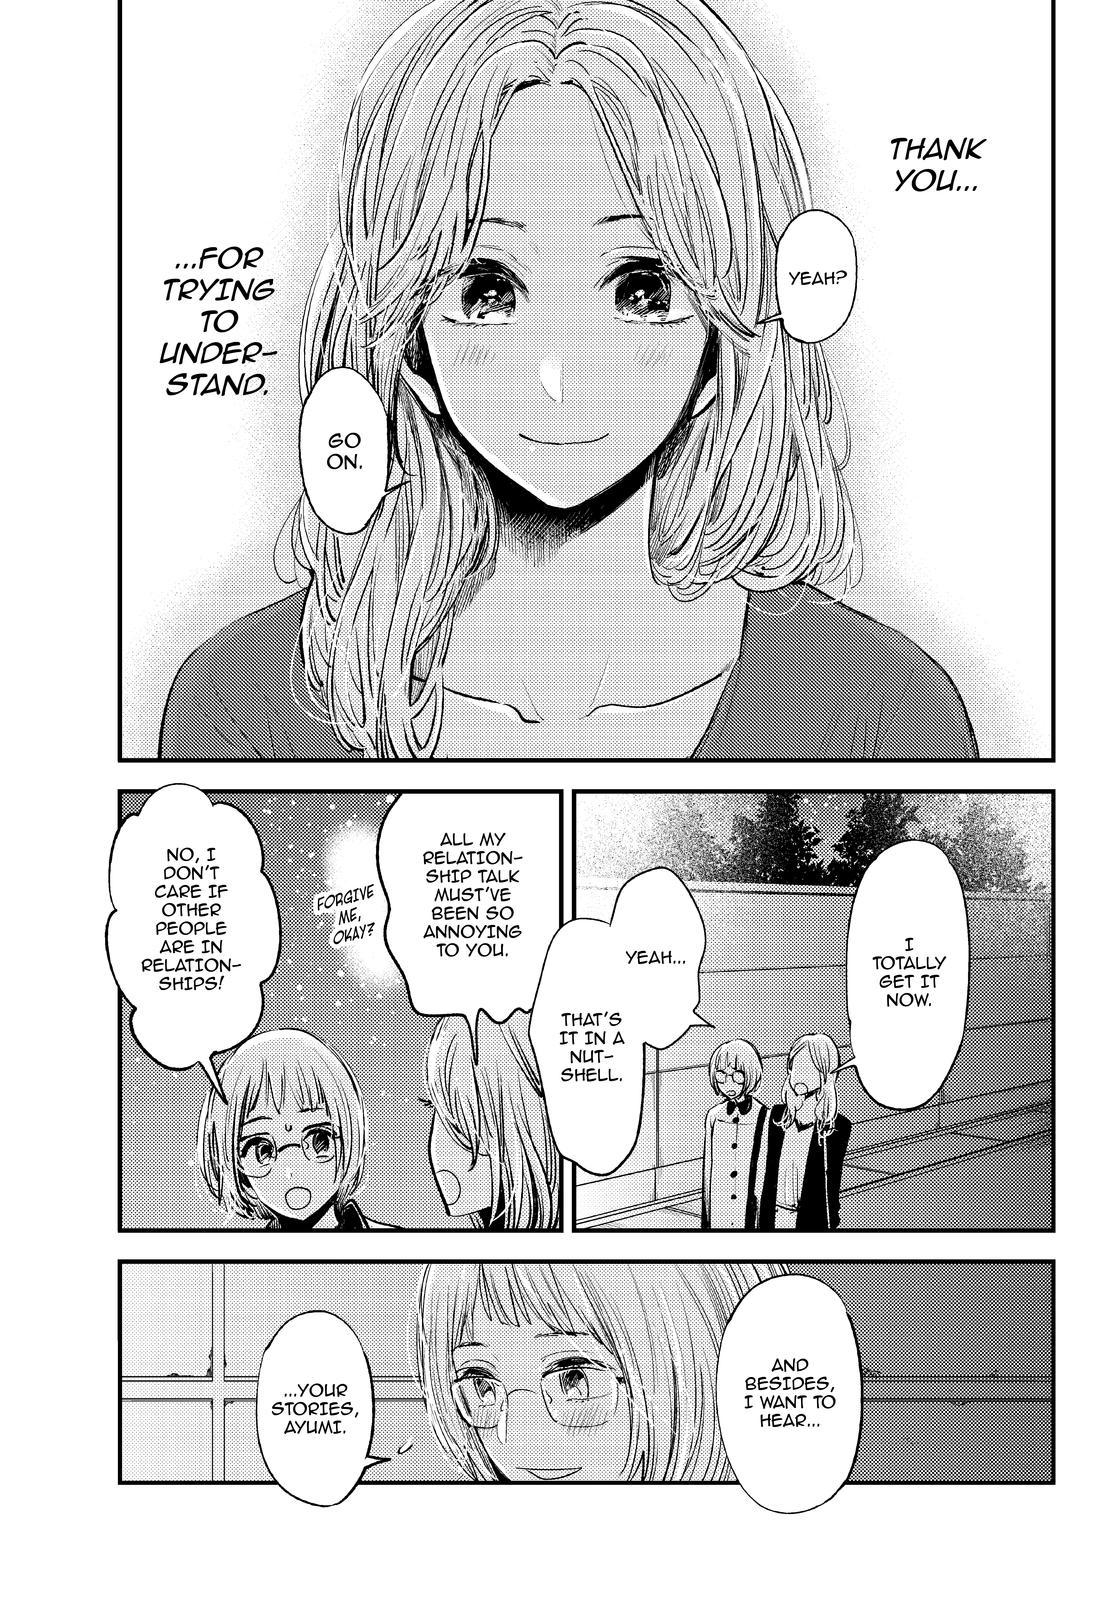 THANK
YOU...
YEAH?
...FOR
TRYING
TO
UNDER-
STAND.
GO
ON.
I
TOTALLY
GET IT
NOW.
YEAH...
THAT'S
IT IN A
NUT-
SHELL.
ALL MY
RELATION-
SHIP TALK
MUST'VE
BEEN SO
ANNOYING
TO YOU.
FORGIVE
ME,
OKAY?
NO, I
DON'T
CARE IF
OTHER
PEOPLE
ARE IN
RELATION-
SHIPS!
AND
BESIDES,
I WANT TO
HEAR...
...YOUR
STORIES,
AYUMI.